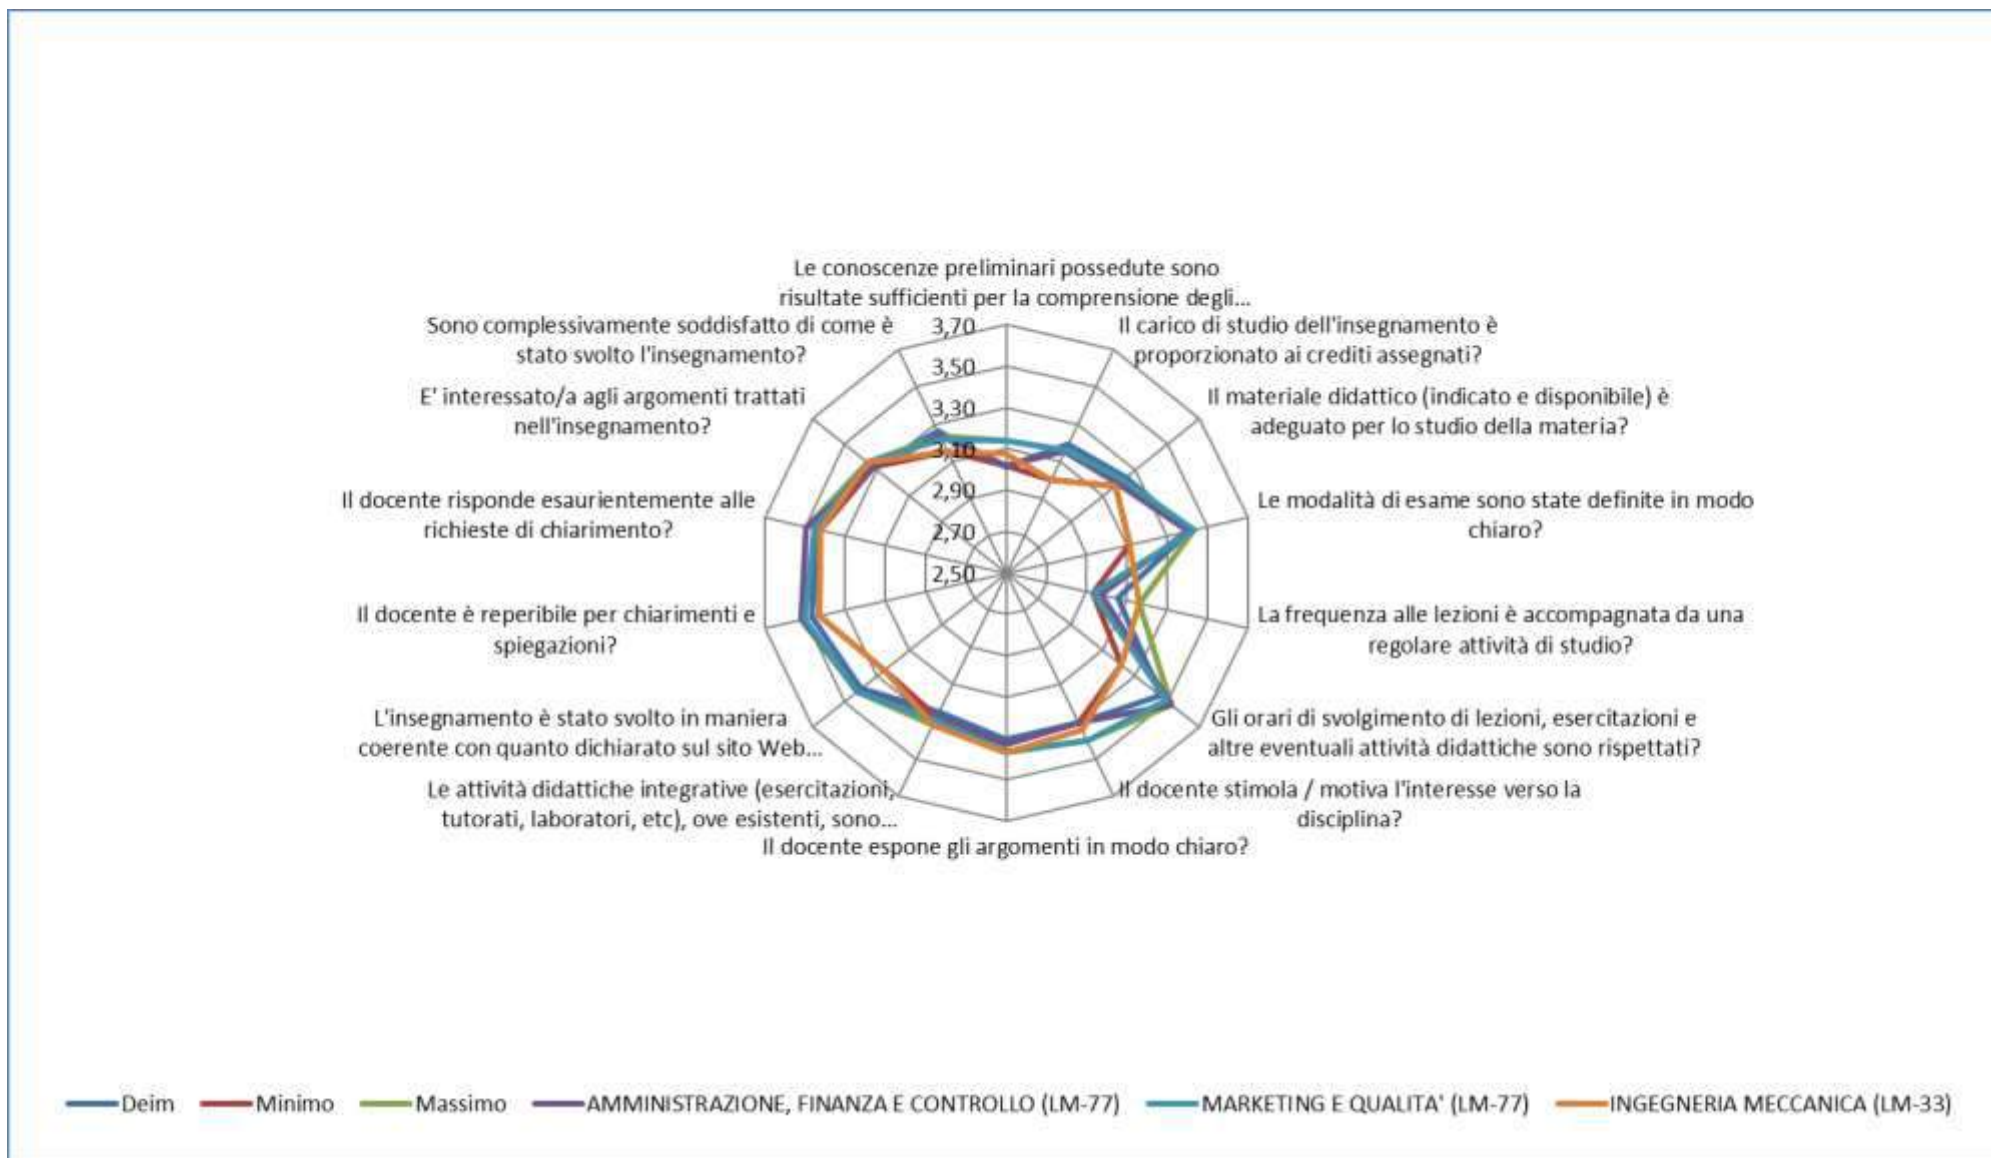 Le conoscenze preliminari possedute sono
risultate sufficienti per la comprensione degli...
Il carico di studio dell'insegnamento è
proporzionato ai crediti assegnati?
Il materiale didattico (indicato e disponibile) è
adeguato per lo studio della materia?
Le modalità di esame sono state definite in modo
chiaro?
La frequenza alle lezioni è accompagnata da una
regolare attività di studio?
Gli orari di svolgimento di lezioni, esercitazioni e
altre eventuali attività didattiche sono rispettati?
Il docente stimola / motiva l'interesse verso la
disciplina?
Il docente espone gli argomenti in modo chiaro?
Le attività didattiche integrative (esercitazioni,
tutorati, laboratori, etc), ove esistenti, sono...
L'insegnamento è stato svolto in maniera
coerente con quanto dichiarato sul sito Web...
Il docente è reperibile per chiarimenti e
spiegazioni?
Il docente risponde esaurientemente alle
richieste di chiarimento?
E' interessato/a agli argomenti trattati
nell'insegnamento?
Sono complessivamente soddisfatto di come è
stato svolto l'insegnamento?
3,70
3,50
3,30
3,10
2,90
2,70
2,50
Deim
Minimo
Massimo
AMMINISTRAZIONE, FINANZA E CONTROLLO (LM-77)
MARKETING E QUALITA' (LM-77)
INGEGNERIA MECCANICA (LM-33)